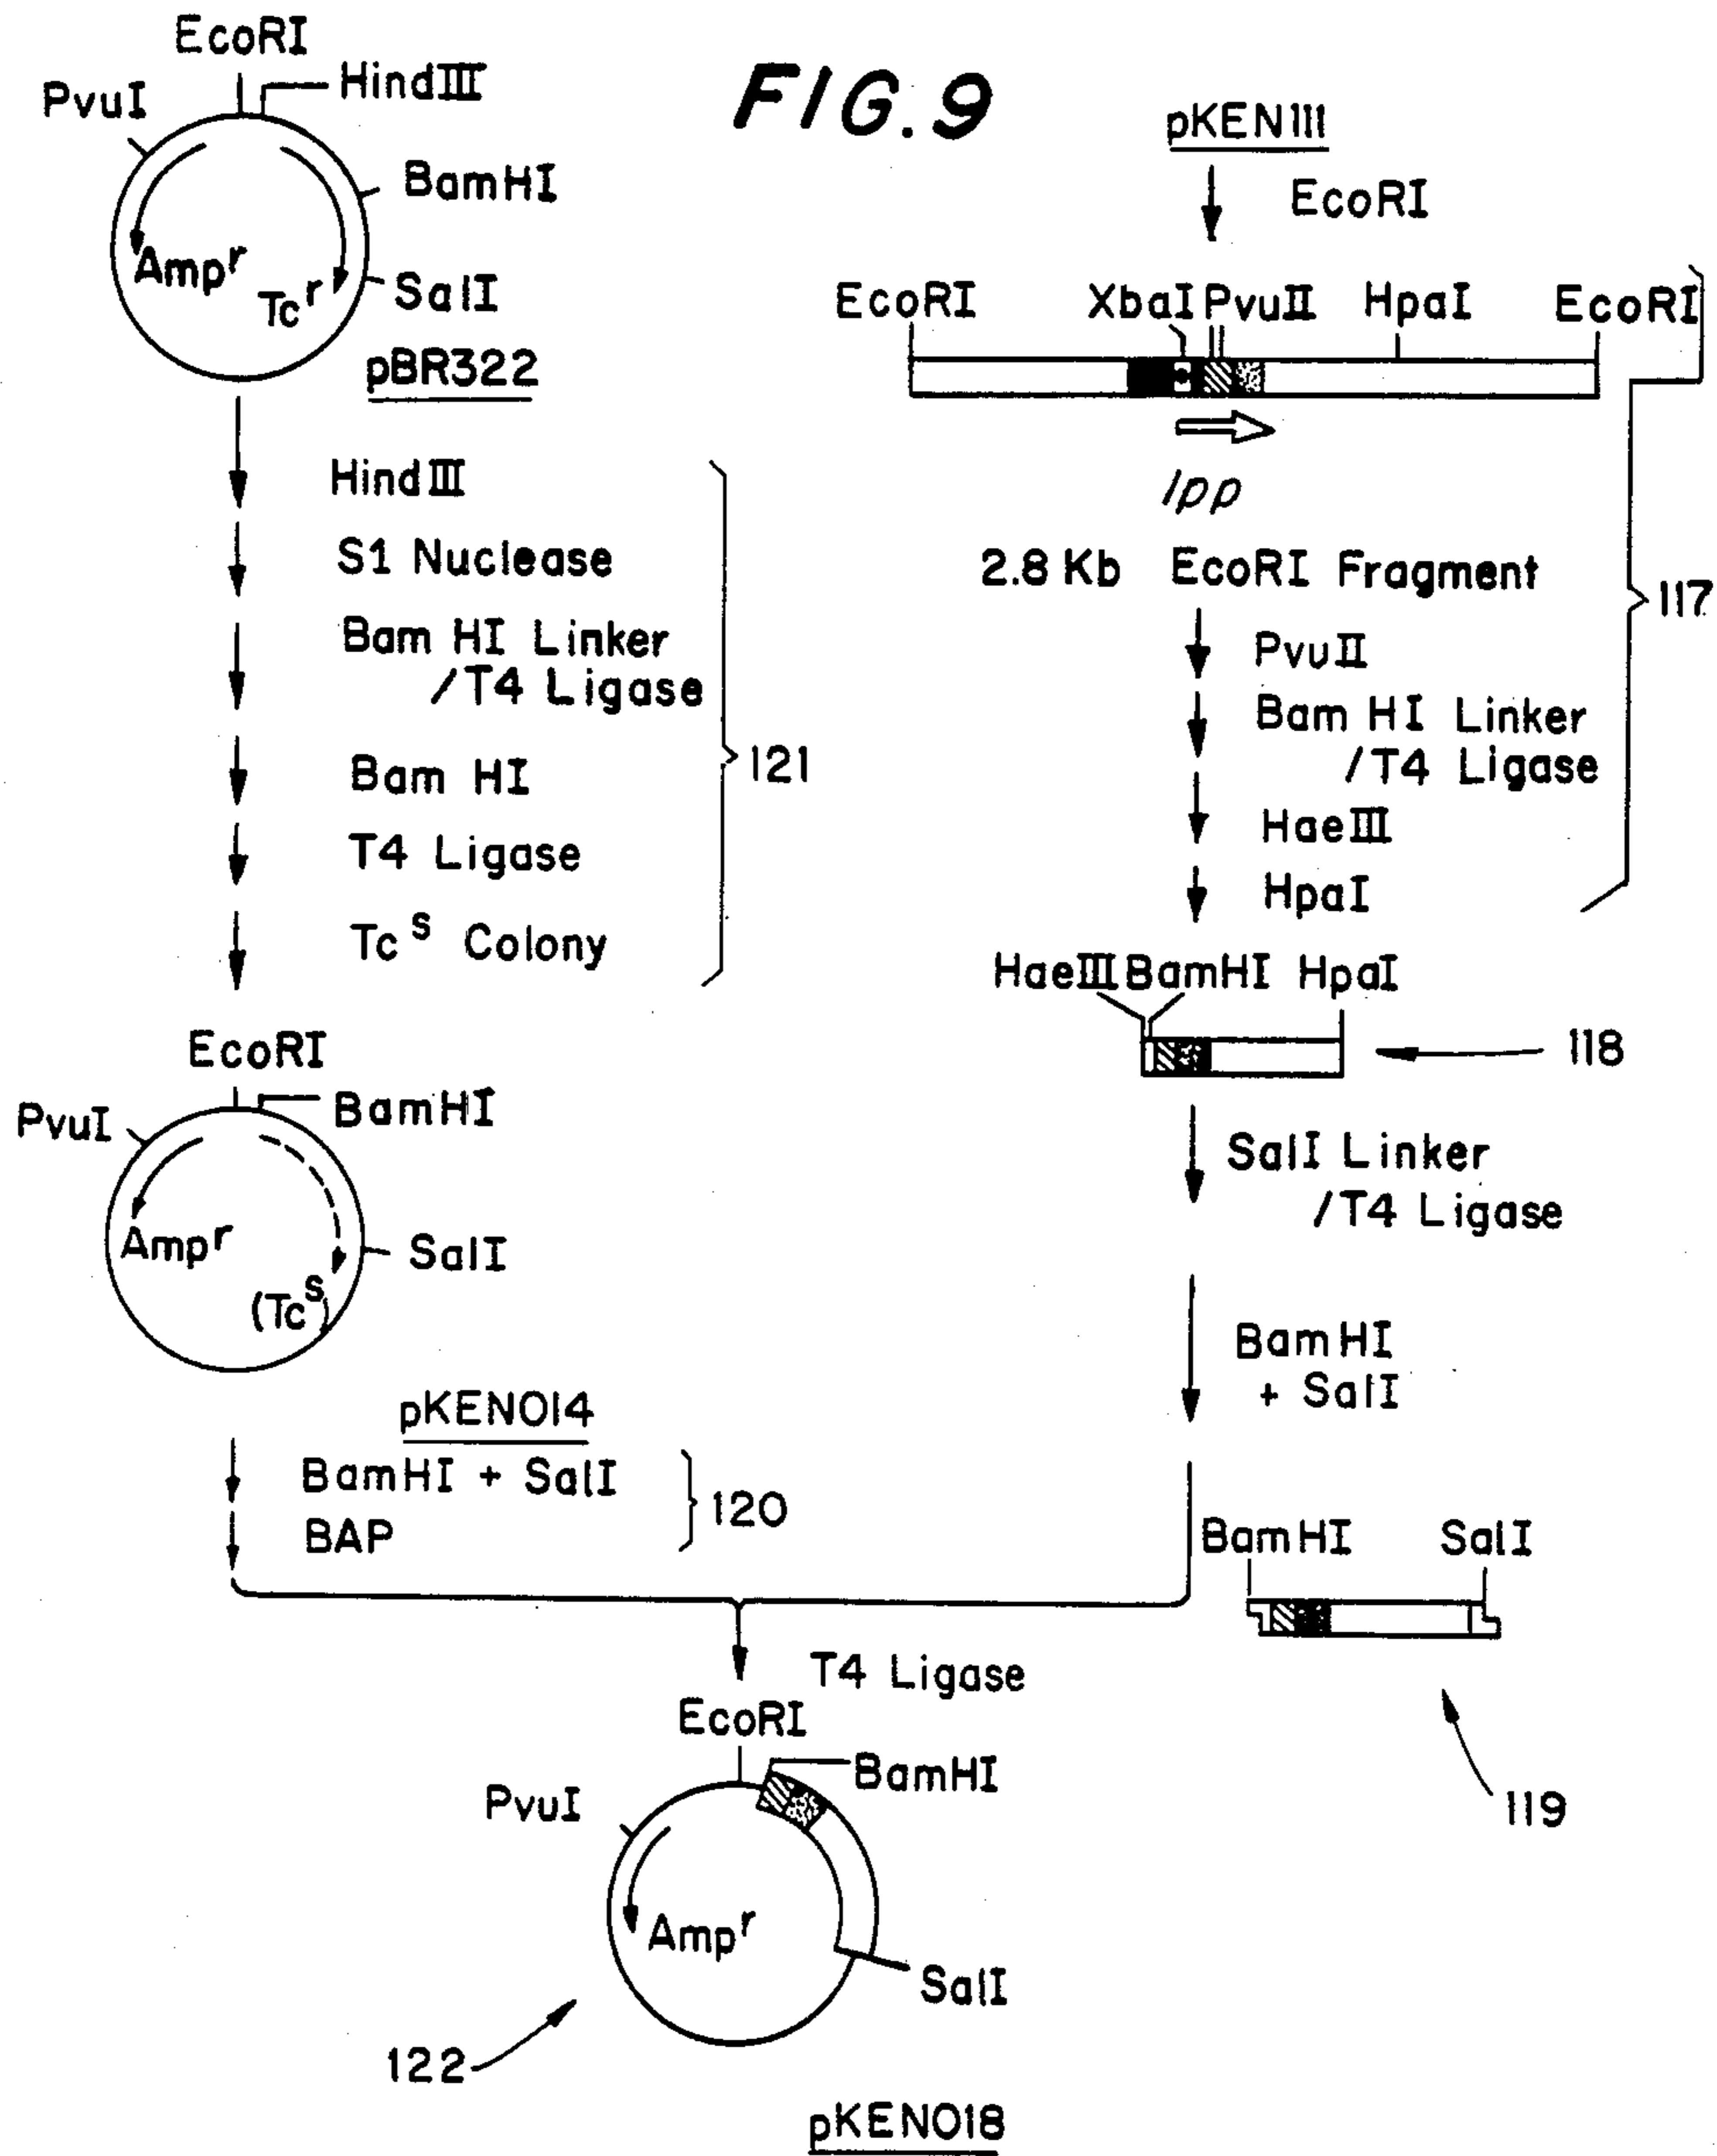 FIG. 9
EcoRI
HindIII
PvuI
BamHI
Ampr
Tcr
SalI
pBR322
HindIII
S1 Nuclease
Bam HI Linker
/T4 Ligase
Bam HI
T4 Ligase
Tcs Colony
121
EcoRI
BamHI
PvuI
Ampr
SalI
(Tcs)
pKEN014
BamHI + SalI
BAP
120
pKEN111
EcoRI
EcoRI XbaI PvuII HpaI EcoRI
lpp
2.8 Kb EcoRI Fragment
PvuII
Bam HI Linker
/T4 Ligase
HaeIII
HpaI
117
HaeIII BamHI HpaI
118
SalI Linker
/T4 Ligase
Bam HI
+ SalI
BamHI SalI
119
T4 Ligase
EcoRI
BamHI
PvuI
Ampr
SalI
122
pKEN018